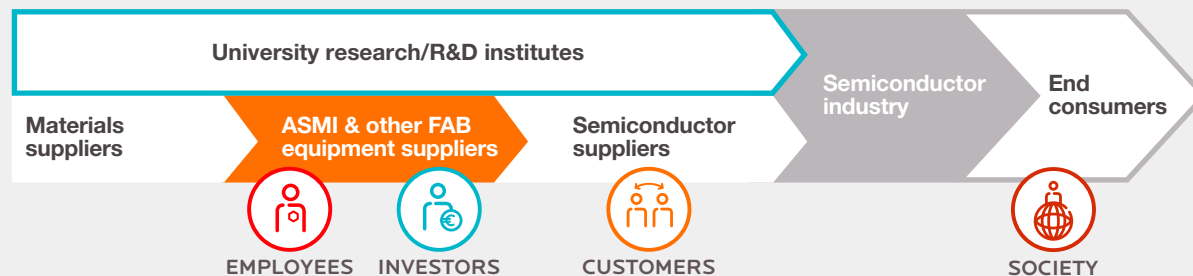 University research/R&D institutes
Semiconductor
industry
End
consumers
Materials
suppliers
ASMI & other FAB
equipment suppliers
Semiconductor
suppliers
€
EMPLOYEES
INVESTORS
CUSTOMERS
SOCIETY